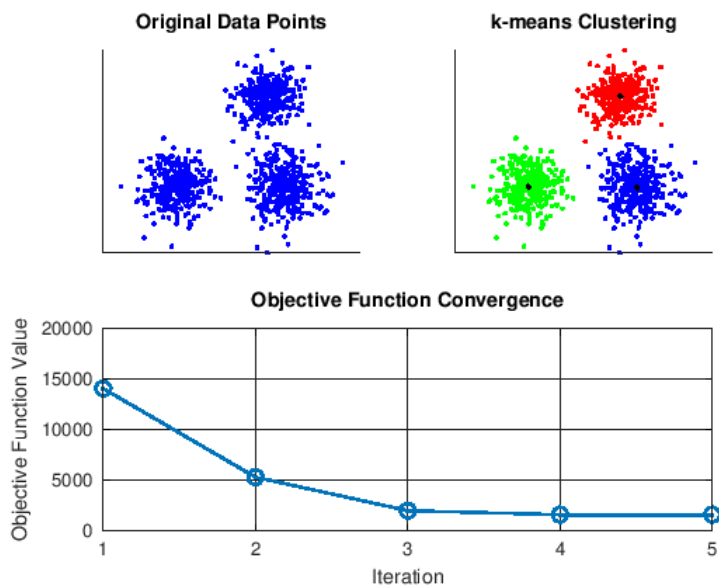 Original Data Points
k-means Clustering
Objective Function Convergence
Objective Function Value
20000
15000
10000
5000
0
1 2 3 4 5
Iteration